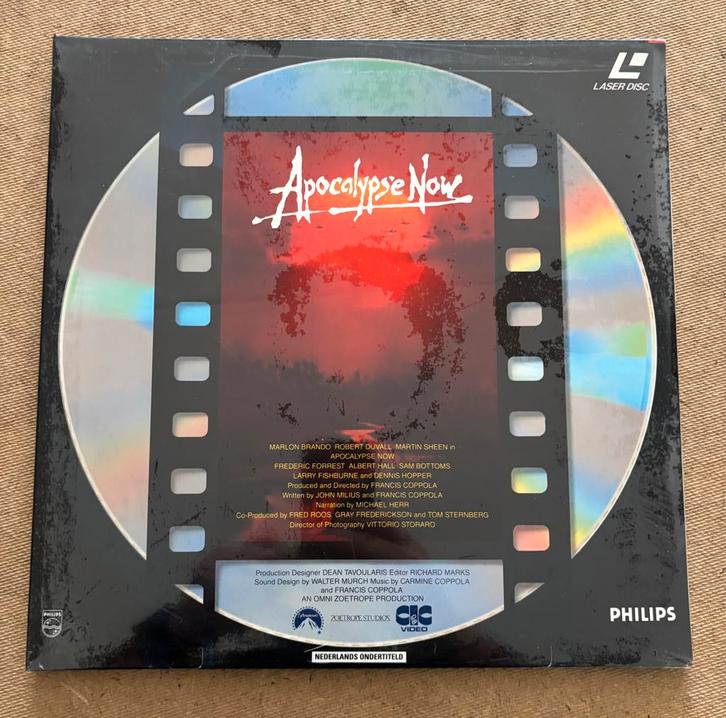 LASER DISC
Apocalypse Now
MARLON BRANDO ROBERT DUVALL MARTIN SHEEN in
APOCALYPSE NOW
FREDERIC FORREST ALBERT HALL SAM BOTTOMS
LARRY FISHBURNE and DENNIS HOPPER
Produced and Directed by FRANCIS COPPOLA
Written by JOHN MILIUS and FRANCIS COPPOLA
Narration by MICHAEL HERR
Co-Produced by FRED ROOS, GRAY FREDERICKSON and TOM STERNBERG
Director of Photography VITTORIO STORARO
Production Designer DEAN TAVOULARIS Editor RICHARD MARKS
Sound Design by WALTER MURCH Music by CARMINE COPPOLA
and FRANCIS COPPOLA
AN OMNI ZOETROPE PRODUCTION
PHILIPS
Paramount
ZOETROPE STUDIOS
CIC
VIDEO
PHILIPS
NEDERLANDS ONDERTITELD